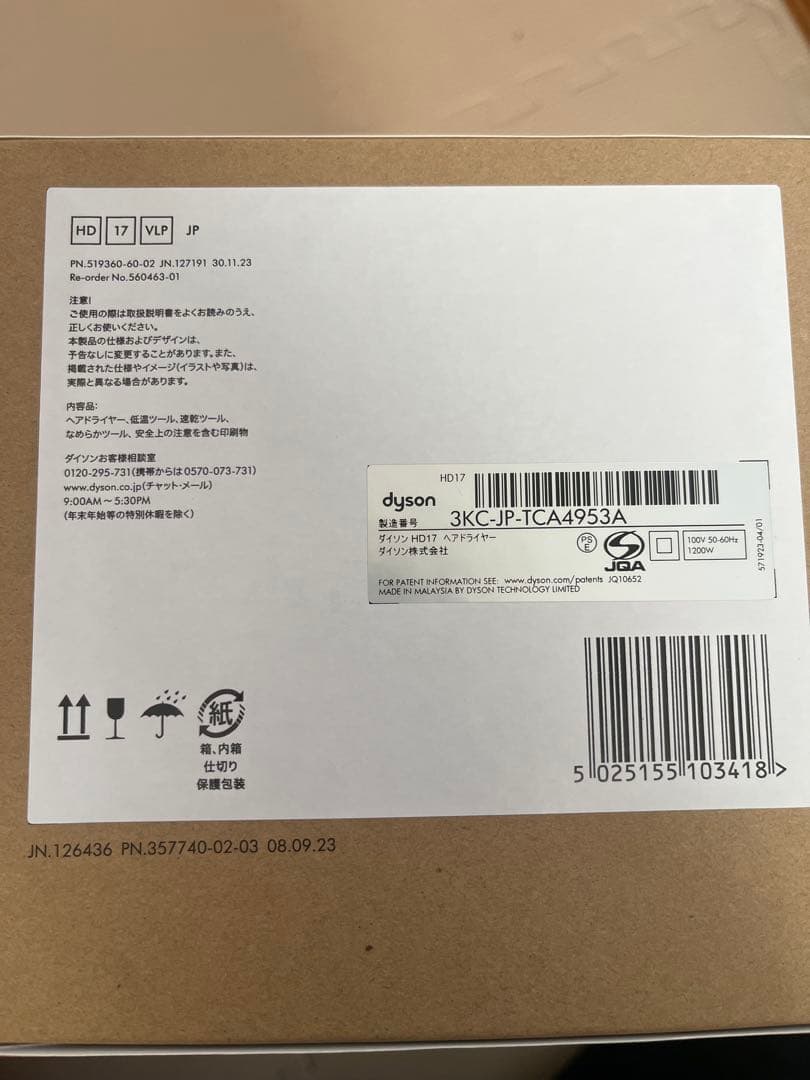 HD 17 VLP JP
PN.519360-60-02 JN.127191 30.11.23
Re-order No.560463-01
注意!
ご使用の際は取扱説明書をよくお読みのうえ、
正しくお使いください。
本製品の仕様およびデザインは、
予告なしに変更することがあります。また、
掲載された仕様やイメージ(イラストや写真)は、
実際と異なる場合があります。
内容品:
ヘアドライヤー、低温ツール、速乾ツール、
なめらかツール、安全上の注意を含む印刷物
ダイソンお客様相談室
0120-295-731(携帯からは0570-073-731)
www.dyson.co.jp(チャット・メール)
9:00AM～5:30PM
(年末年始等の特別休暇を除く)
HD17
dyson
製造番号 3KC-JP-TCA4953A
ダイソン HD17 ヘアドライヤー
ダイソン株式会社
PS
E
JQA
100V 50-60Hz
1200W
571923-04/01
FOR PATENT INFORMATION SEE: www.dyson.com/patents JQ10652
MADE IN MALAYSIA BY DYSON TECHNOLOGY LIMITED
紙
箱、内箱
仕切り
保護包装
5 025155 103418 >
JN.126436 PN.357740-02-03 08.09.23